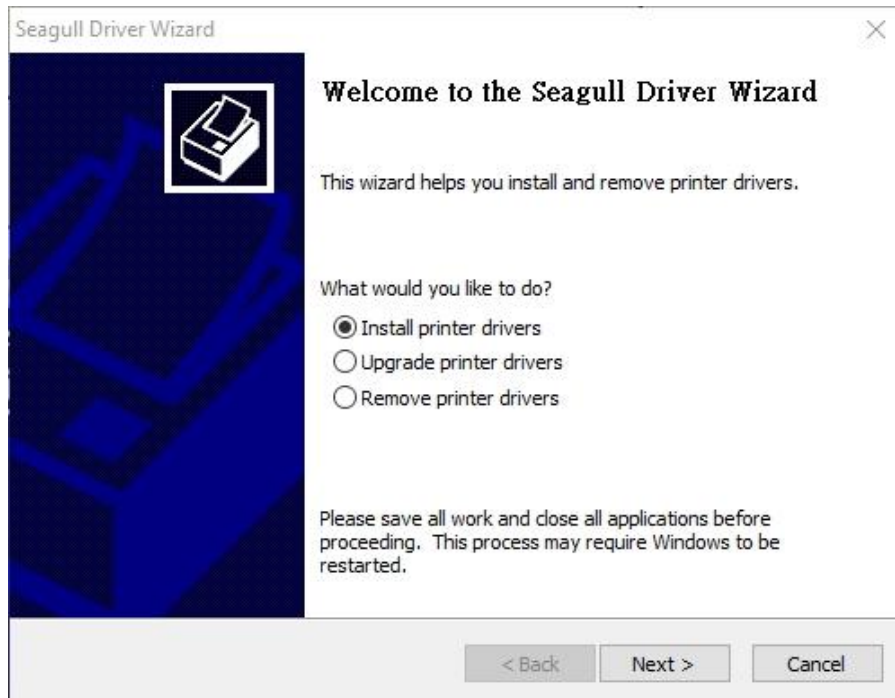 Seagull Driver Wizard
Welcome to the Seagull Driver Wizard
This wizard helps you install and remove printer drivers.
What would you like to do?
Install printer drivers
Upgrade printer drivers
Remove printer drivers
Please save all work and close all applications before
proceeding.  This process may require Windows to be
restarted.
< Back
Next >
Cancel